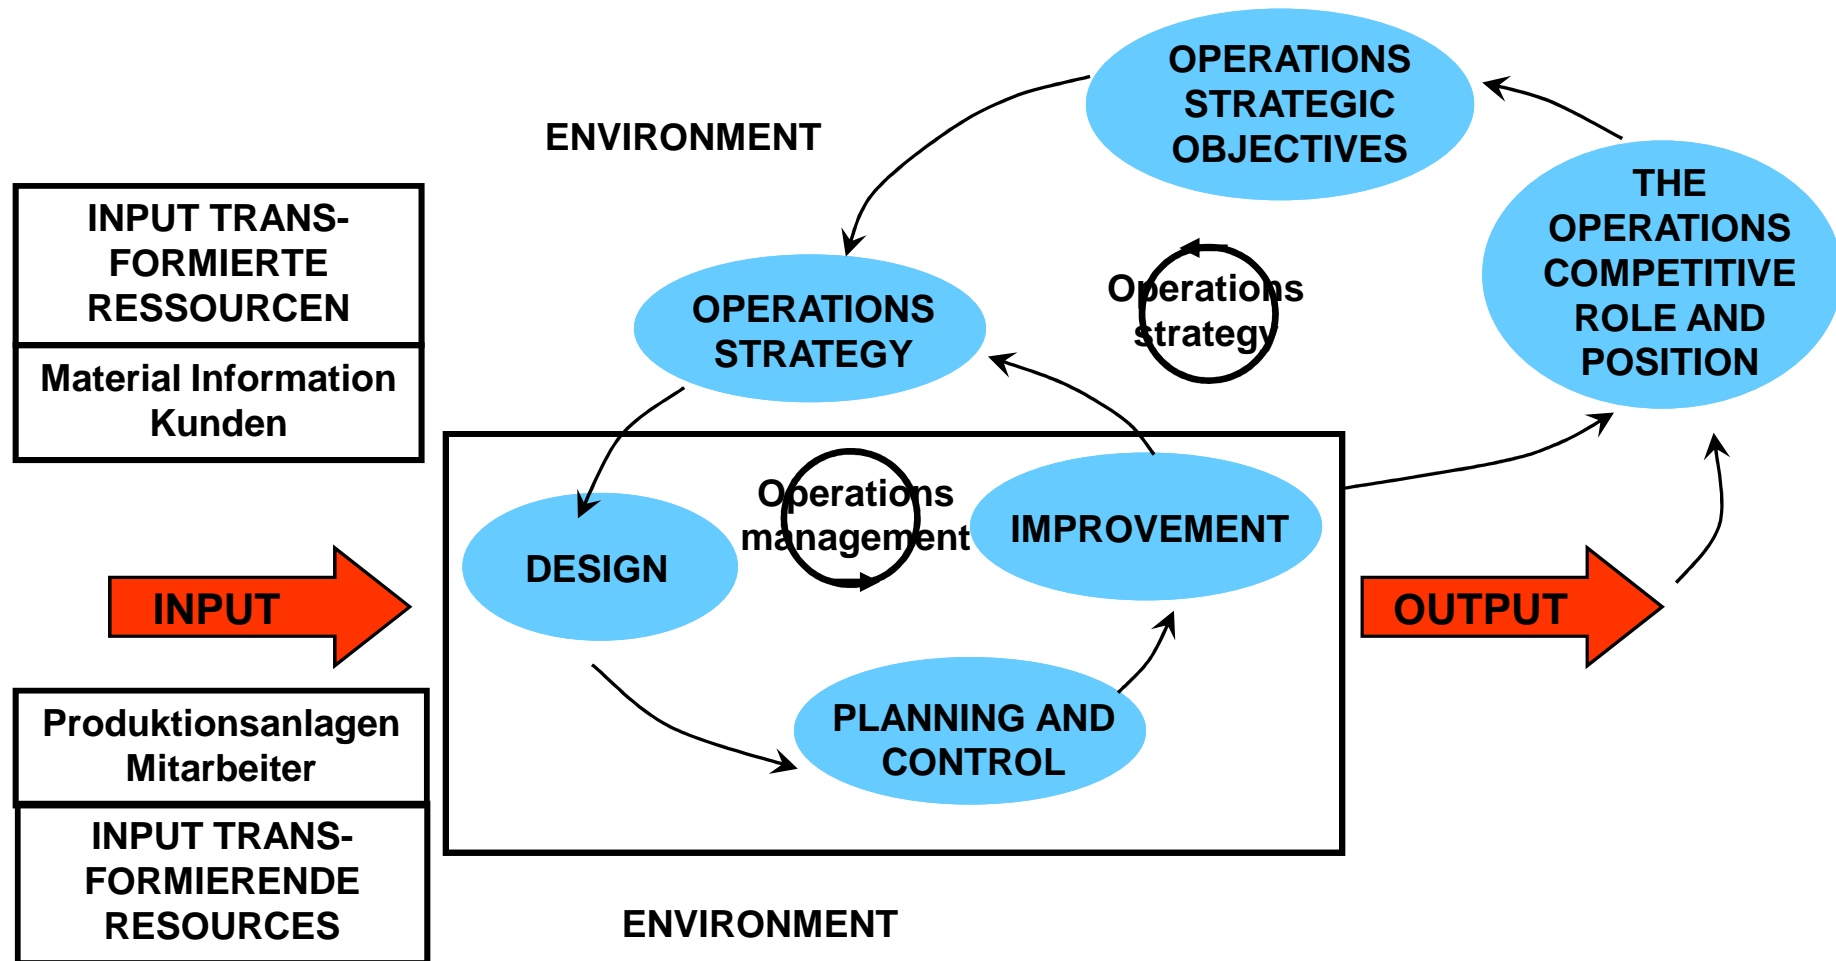 OPERATIONS
STRATEGIC
OBJECTIVES
ENVIRONMENT
THE
OPERATIONS
COMPETITIVE
ROLE AND
POSITION
INPUT TRANS-
FORMIERTE
RESSOURCEN
Material Information
Kunden
OPERATIONS
STRATEGY
Operations
strategy
Operations
management
IMPROVEMENT
DESIGN
INPUT
OUTPUT
PLANNING AND
CONTROL
Produktionsanlagen
Mitarbeiter
INPUT TRANS-
FORMIERENDE
RESOURCES
ENVIRONMENT